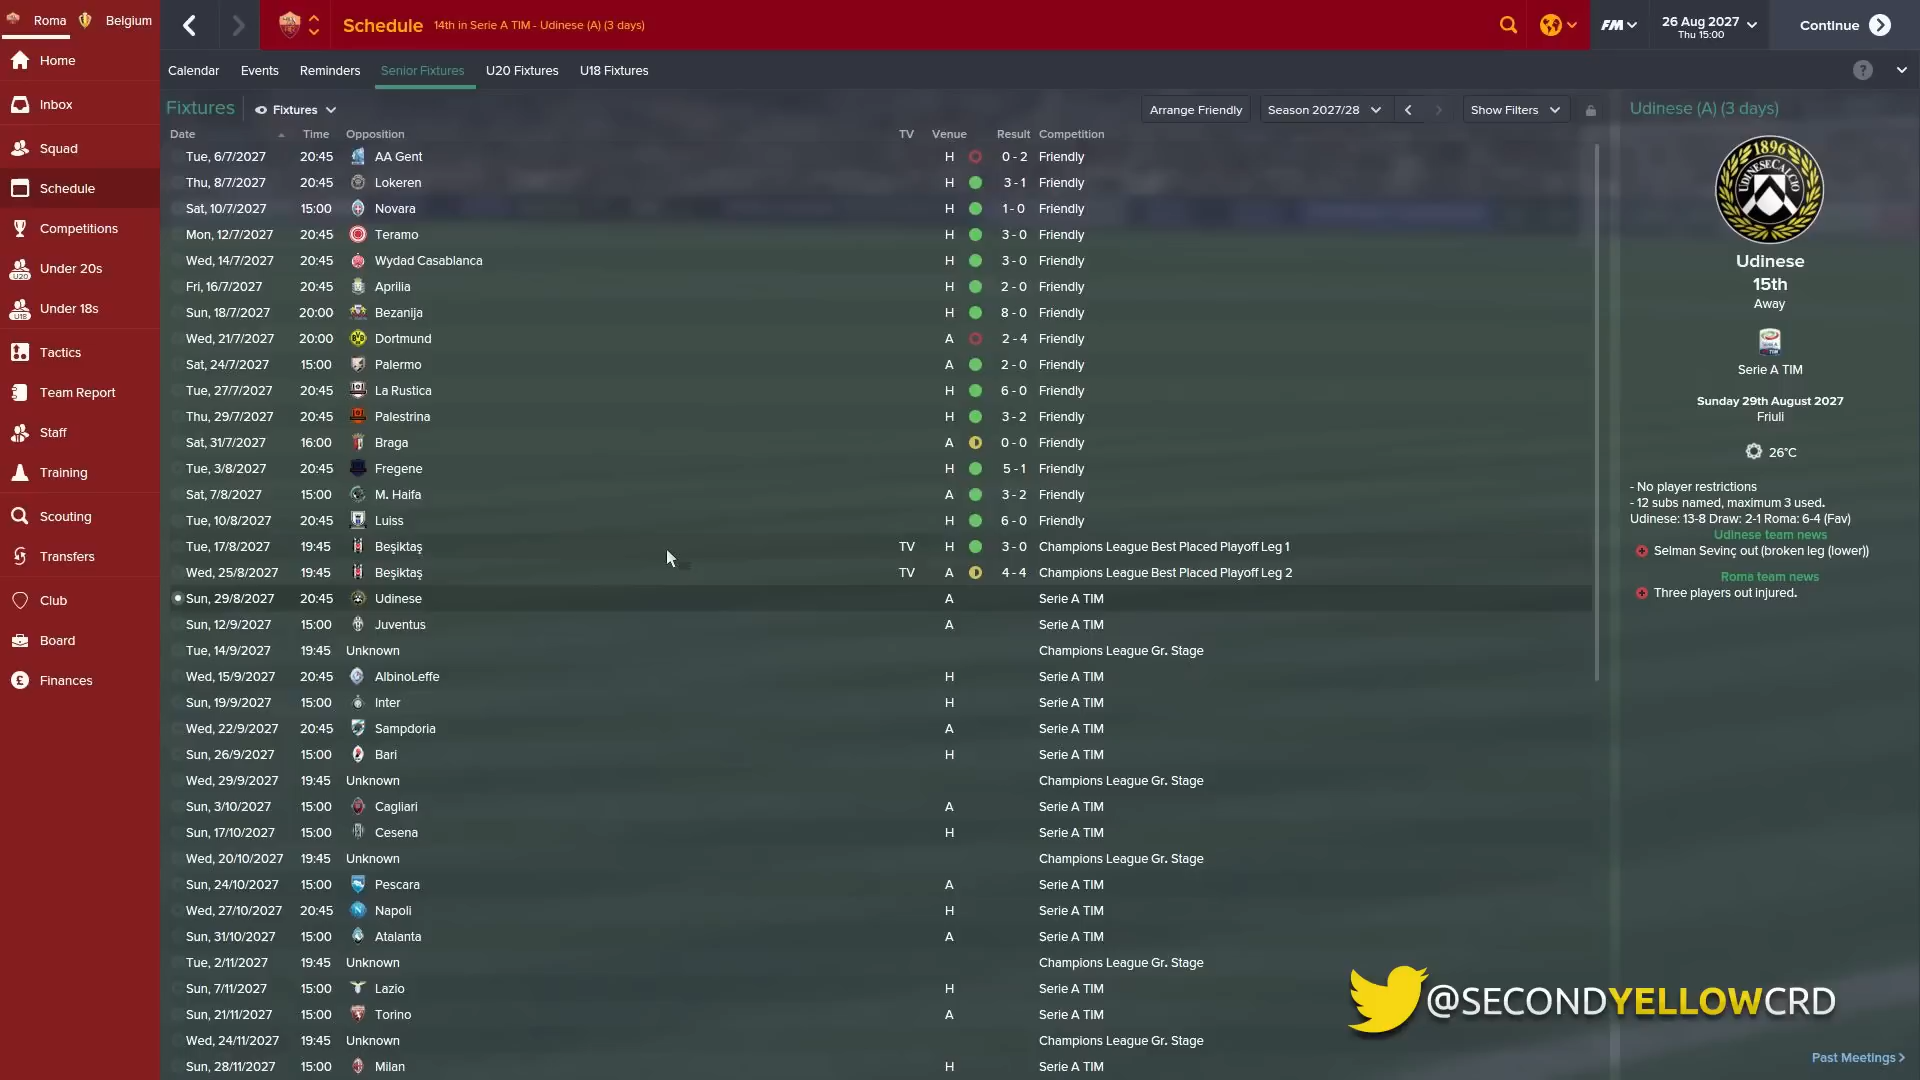 Roma Belgium
Schedule 14th in Serie A TIM - Udinese (A) (3 days)
FM
26 Aug 2027
Thu 15:00
Continue
Home
Inbox
Squad
Schedule
Competitions
U20 Under 20s
U18 Under 18s
Tactics
Team Report
Staff
Training
Scouting
Transfers
Club
Board
Finances
Calendar Events Reminders Senior Fixtures U20 Fixtures U18 Fixtures
Fixtures Fixtures Arrange Friendly Season 2027/28 Show Filters
Date Time Opposition TV Venue Result Competition
Tue, 6/7/2027 20:45 AA Gent H 0 - 2 Friendly
Thu, 8/7/2027 20:45 Lokeren H 3 - 1 Friendly
Sat, 10/7/2027 15:00 Novara H 1 - 0 Friendly
Mon, 12/7/2027 20:45 Teramo H 3 - 0 Friendly
Wed, 14/7/2027 20:45 Wydad Casablanca H 3 - 0 Friendly
Fri, 16/7/2027 20:45 Aprilia H 2 - 0 Friendly
Sun, 18/7/2027 20:00 Bezanija H 8 - 0 Friendly
Wed, 21/7/2027 20:00 Dortmund A 2 - 4 Friendly
Sat, 24/7/2027 15:00 Palermo A 2 - 0 Friendly
Tue, 27/7/2027 20:45 La Rustica H 6 - 0 Friendly
Thu, 29/7/2027 20:45 Palestrina H 3 - 2 Friendly
Sat, 31/7/2027 16:00 Braga A 0 - 0 Friendly
Tue, 3/8/2027 20:45 Fregene H 5 - 1 Friendly
Sat, 7/8/2027 15:00 M. Haifa A 3 - 2 Friendly
Tue, 10/8/2027 20:45 Luiss H 6 - 0 Friendly
Tue, 17/8/2027 19:45 Beşiktaş TV H 3 - 0 Champions League Best Placed Playoff Leg 1
Wed, 25/8/2027 19:45 Beşiktaş TV A 4 - 4 Champions League Best Placed Playoff Leg 2
Sun, 29/8/2027 20:45 Udinese A Serie A TIM
Sun, 12/9/2027 15:00 Juventus A Serie A TIM
Tue, 14/9/2027 19:45 Unknown Champions League Gr. Stage
Wed, 15/9/2027 20:45 AlbinoLeffe H Serie A TIM
Sun, 19/9/2027 15:00 Inter H Serie A TIM
Wed, 22/9/2027 20:45 Sampdoria A Serie A TIM
Sun, 26/9/2027 15:00 Bari H Serie A TIM
Wed, 29/9/2027 19:45 Unknown Champions League Gr. Stage
Sun, 3/10/2027 15:00 Cagliari A Serie A TIM
Sun, 17/10/2027 15:00 Cesena H Serie A TIM
Wed, 20/10/2027 19:45 Unknown Champions League Gr. Stage
Sun, 24/10/2027 15:00 Pescara A Serie A TIM
Wed, 27/10/2027 20:45 Napoli H Serie A TIM
Sun, 31/10/2027 15:00 Atalanta A Serie A TIM
Tue, 2/11/2027 19:45 Unknown Champions League Gr. Stage
Sun, 7/11/2027 15:00 Lazio H Serie A TIM
Sun, 21/11/2027 15:00 Torino A Serie A TIM
Wed, 24/11/2027 19:45 Unknown Champions League Gr. Stage
Sun, 28/11/2027 15:00 Milan H Serie A TIM
Udinese (A) (3 days)
1896
UDINESE CALCIO
Udinese
15th
Away
Serie A TIM
Sunday 29th August 2027
Friuli
26°C
- No player restrictions
- 12 subs named, maximum 3 used.
Udinese: 13-8 Draw: 2-1 Roma: 6-4 (Fav)
Udinese team news
Selman Sevinç out (broken leg (lower))
Roma team news
Three players out injured.
@SECONDYELLOWCRD
Past Meetings >